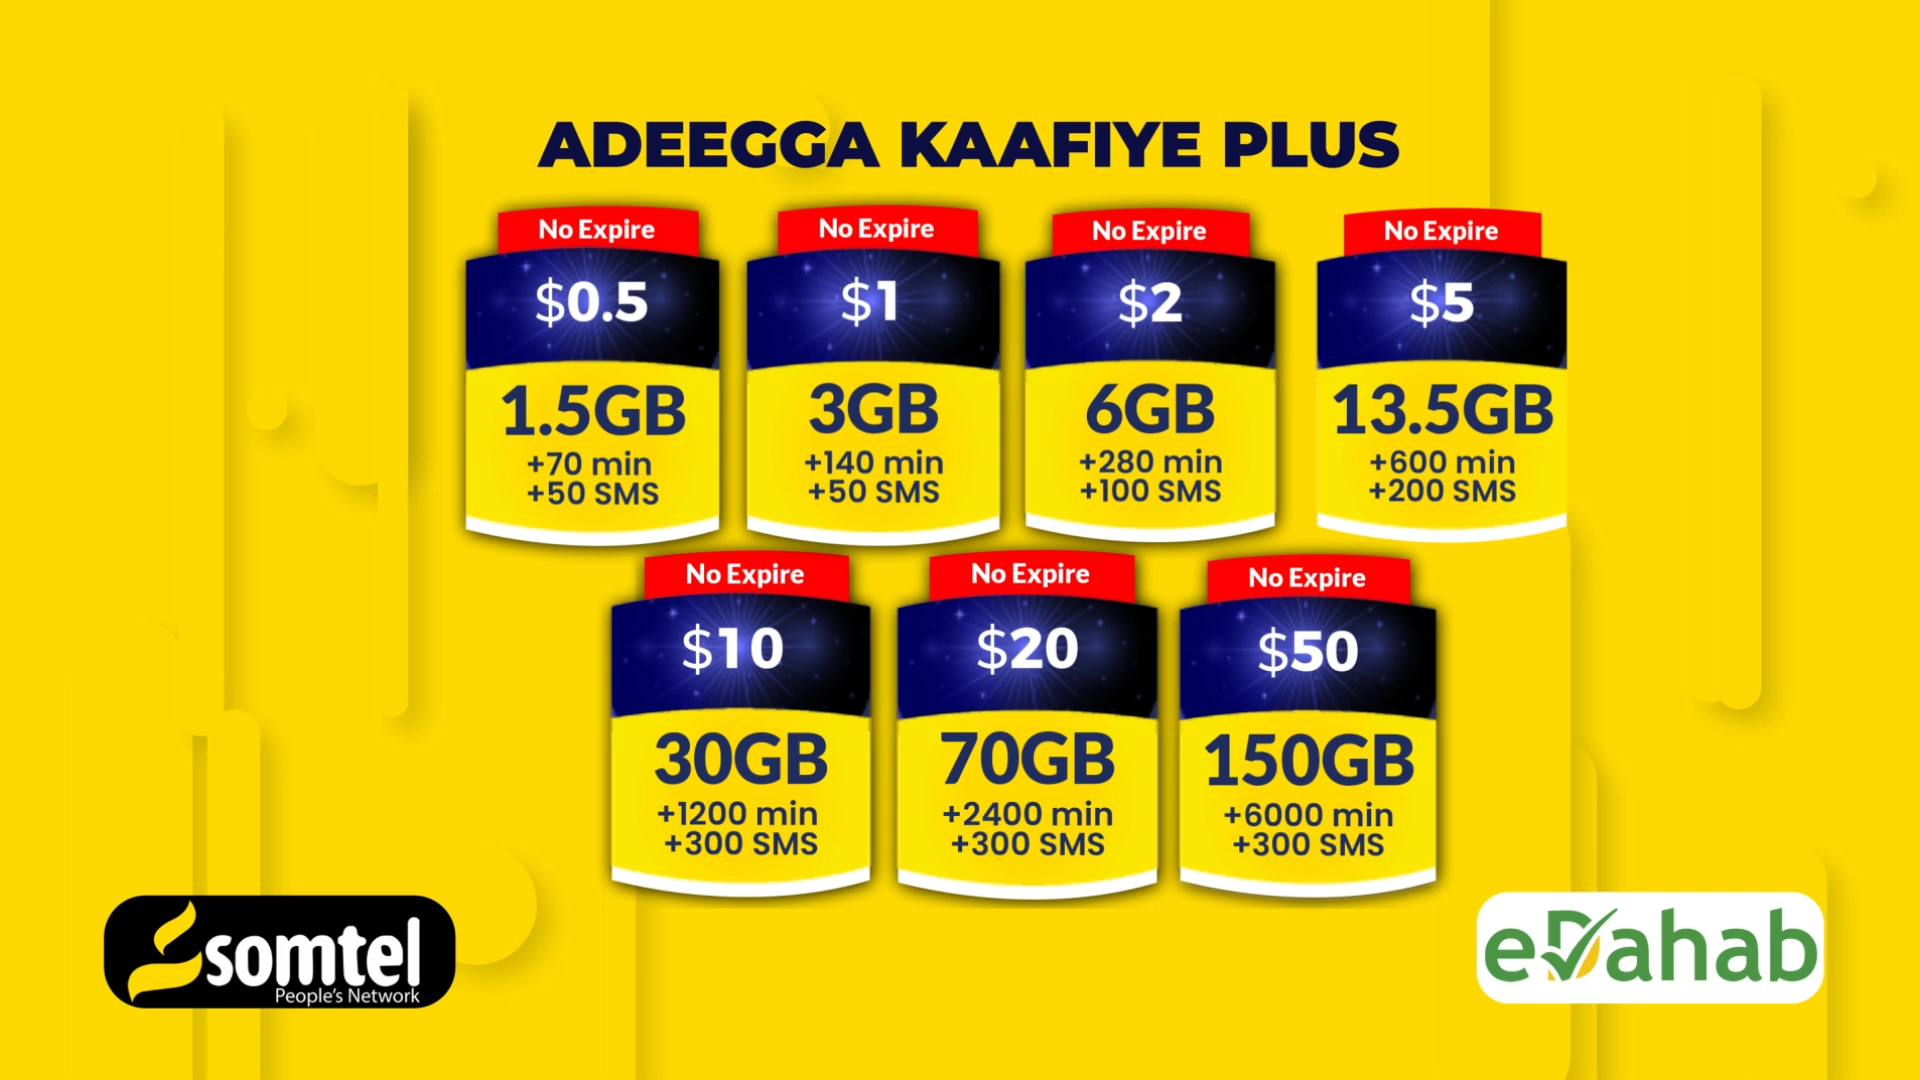 ADEEGGA KAAFIYE PLUS
No Expire
$0.5
1.5GB
+70 min
+50 SMS
No Expire
$1
3GB
+140 min
+50 SMS
No Expire
$2
6GB
+280 min
+100 SMS
No Expire
$5
13.5GB
+600 min
+200 SMS
No Expire
$10
30GB
+1200 min
+300 SMS
No Expire
$20
70GB
+2400 min
+300 SMS
No Expire
$50
150GB
+6000 min
+300 SMS
somtel
People's Network
eDahab